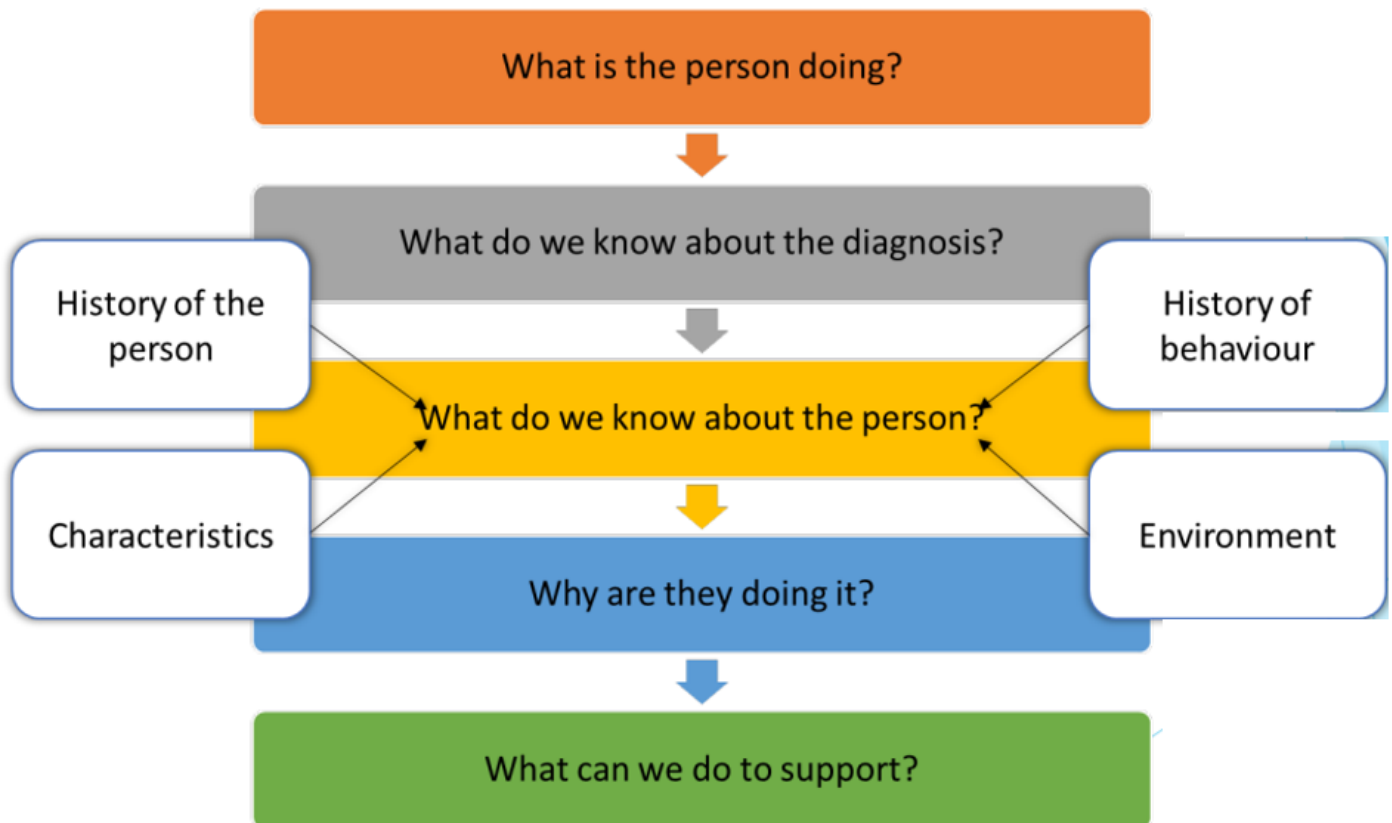 What is the person doing?
What do we know about the diagnosis?
History of the
person
History of
behaviour
What do we know about the person?
Characteristics
Environment
Why are they doing it?
What can we do to support?